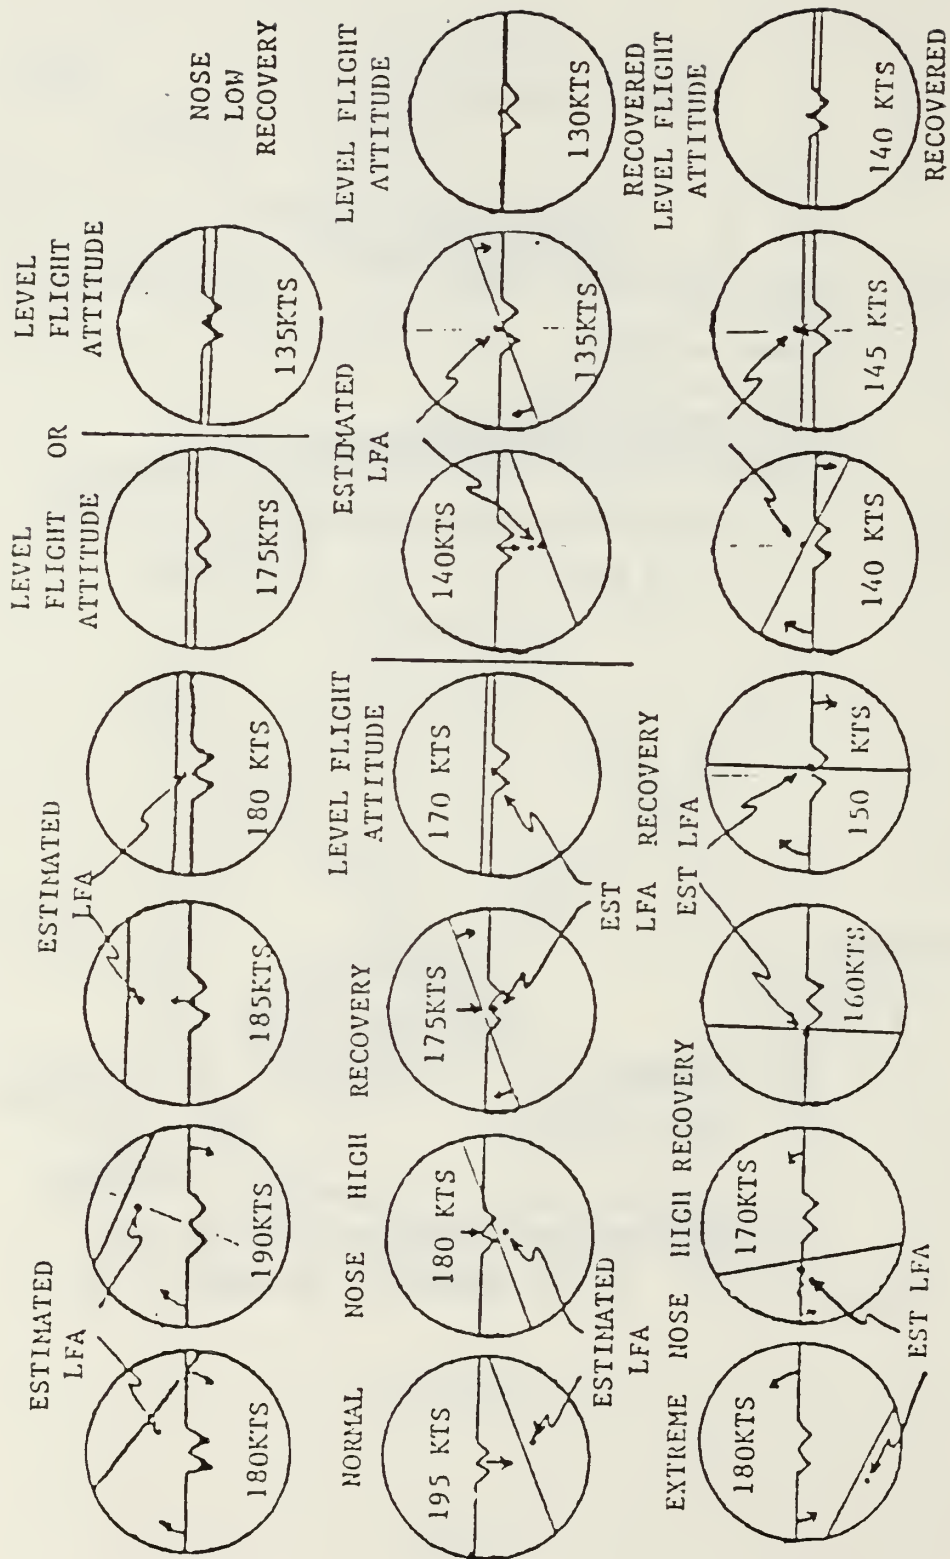 ESTIMATED
LFA
ESTIMATED
LFA
LEVEL
FLIGHT OR
ATTITUDE
LEVEL
FLIGHT
ATTITUDE
180KTS
190KTS
185KTS
180 KTS
175KTS
135KTS
NOSE
LOW
RECOVERY
NORMAL NOSE HIGH RECOVERY
LEVEL FLIGHT
ATTITUDE
ESTIMATED
LFA
LEVEL FLIGHT
ATTITUDE
195 KTS
180 KTS
175KTS
170 KTS
140KTS
135KTS
130KTS
ESTIMATED
LFA
EST
LFA
RECOVERY
RECOVERED
EXTREME NOSE HIGH RECOVERY
EST LFA
LEVEL FLIGHT
ATTITUDE
180KTS
170KTS
160KTS
150 KTS
140 KTS
145 KTS
140 KTS
EST LFA
RECOVERED